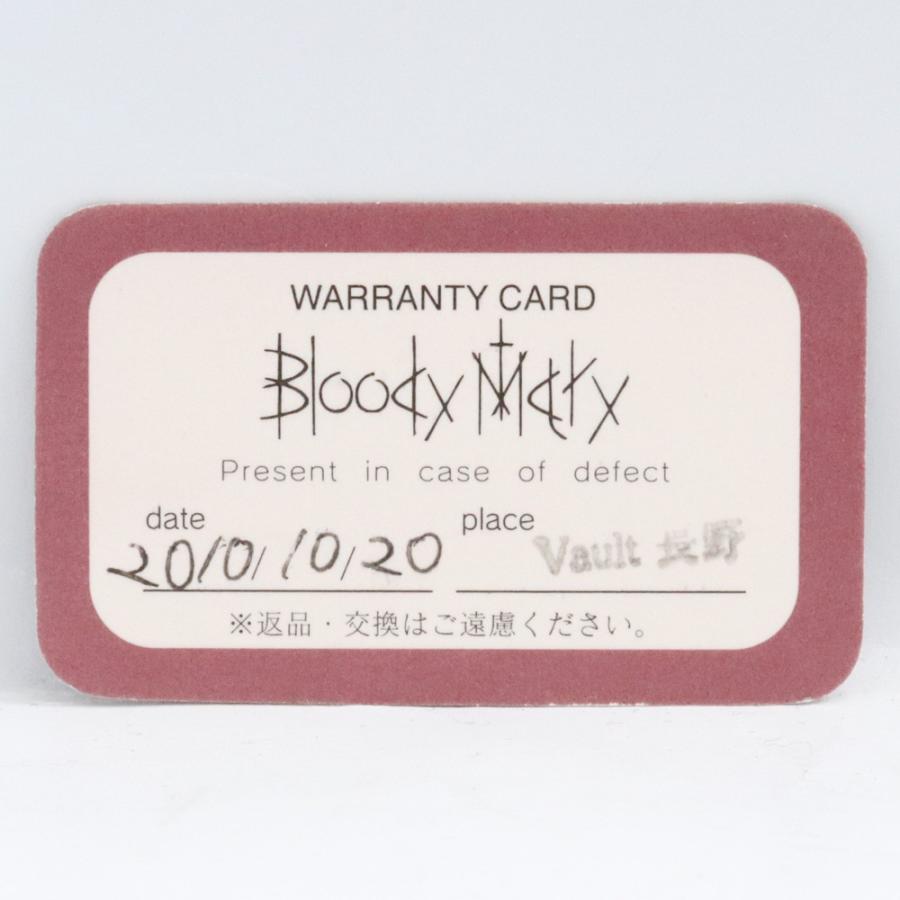 WARRANTY CARD
Bloody Mary
Present in case of defect
date place
2010/10/20 Vault 長野
※返品・交換はご遠慮ください。